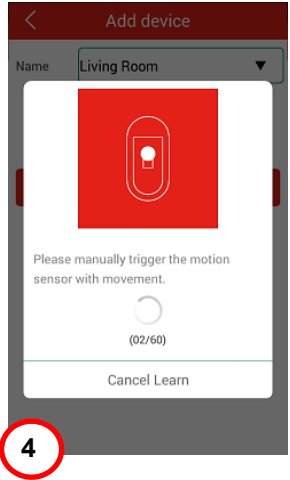 Add device
Name Living Room
Please manually trigger the motion
sensor with movement.
(02/60)
Cancel Learn
4